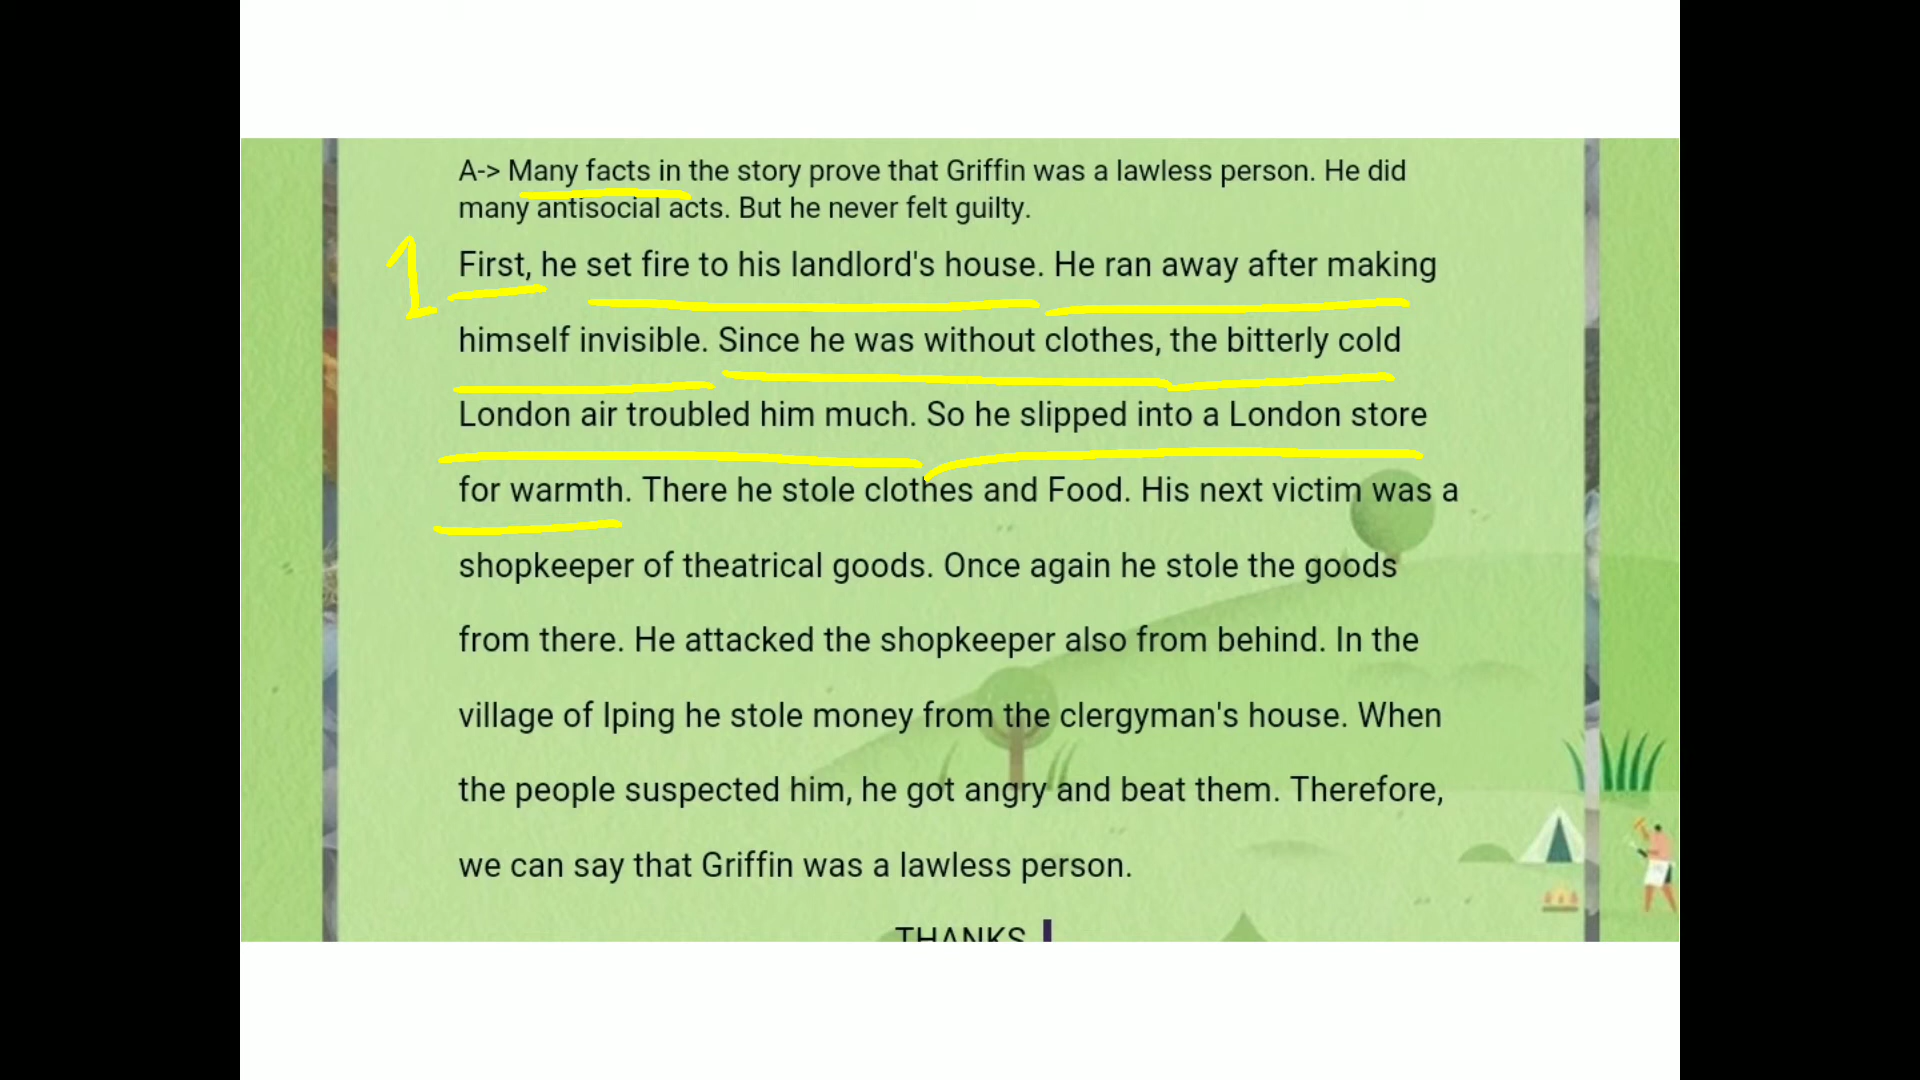 A-> Many facts in the story prove that Griffin was a lawless person. He did
many antisocial acts. But he never felt guilty.
1 First, he set fire to his landlord's house. He ran away after making
himself invisible. Since he was without clothes, the bitterly cold
London air troubled him much. So he slipped into a London store
for warmth. There he stole clothes and Food. His next victim was a
shopkeeper of theatrical goods. Once again he stole the goods
from there. He attacked the shopkeeper also from behind. In the
village of Iping he stole money from the clergyman's house. When
the people suspected him, he got angry and beat them. Therefore,
we can say that Griffin was a lawless person.
THANKS